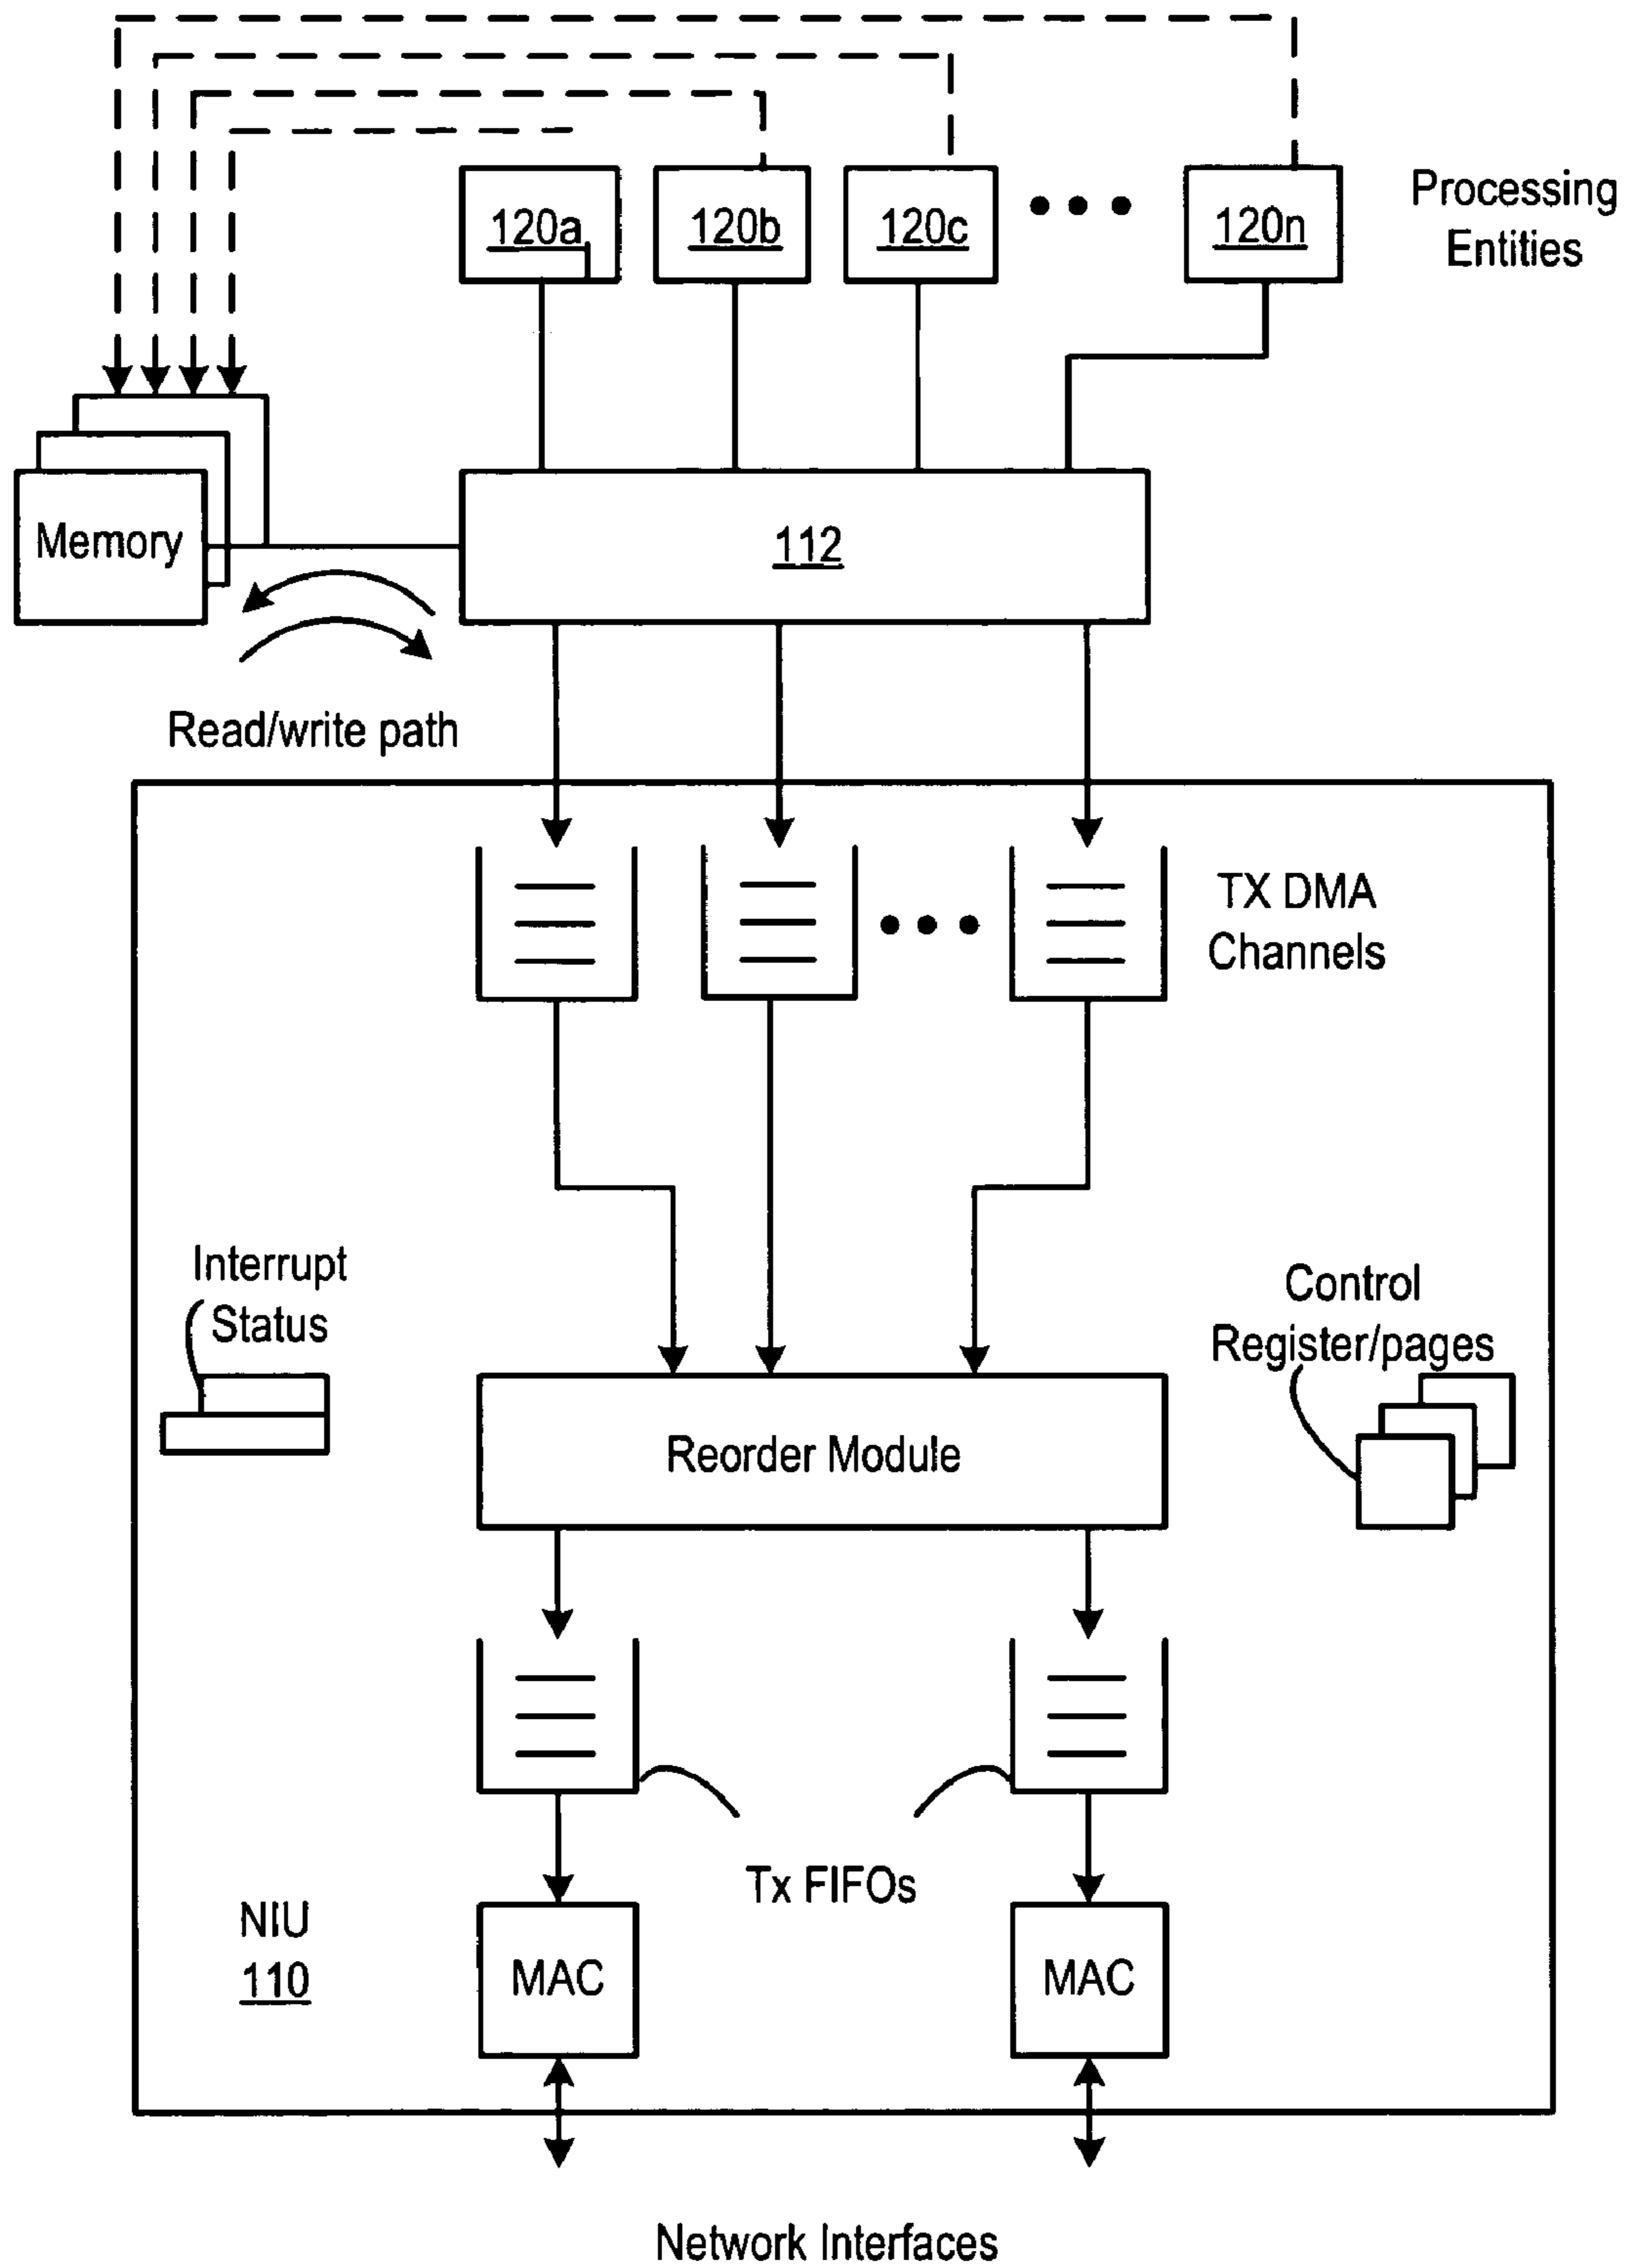 120a
120b
120c
120n
Processing
Entities
Memory
112
Read/write path
TX DMA
Channels
Interrupt
Status
Control
Register/pages
Reorder Module
Tx FIFOs
NIU
110
MAC
MAC
Network Interfaces